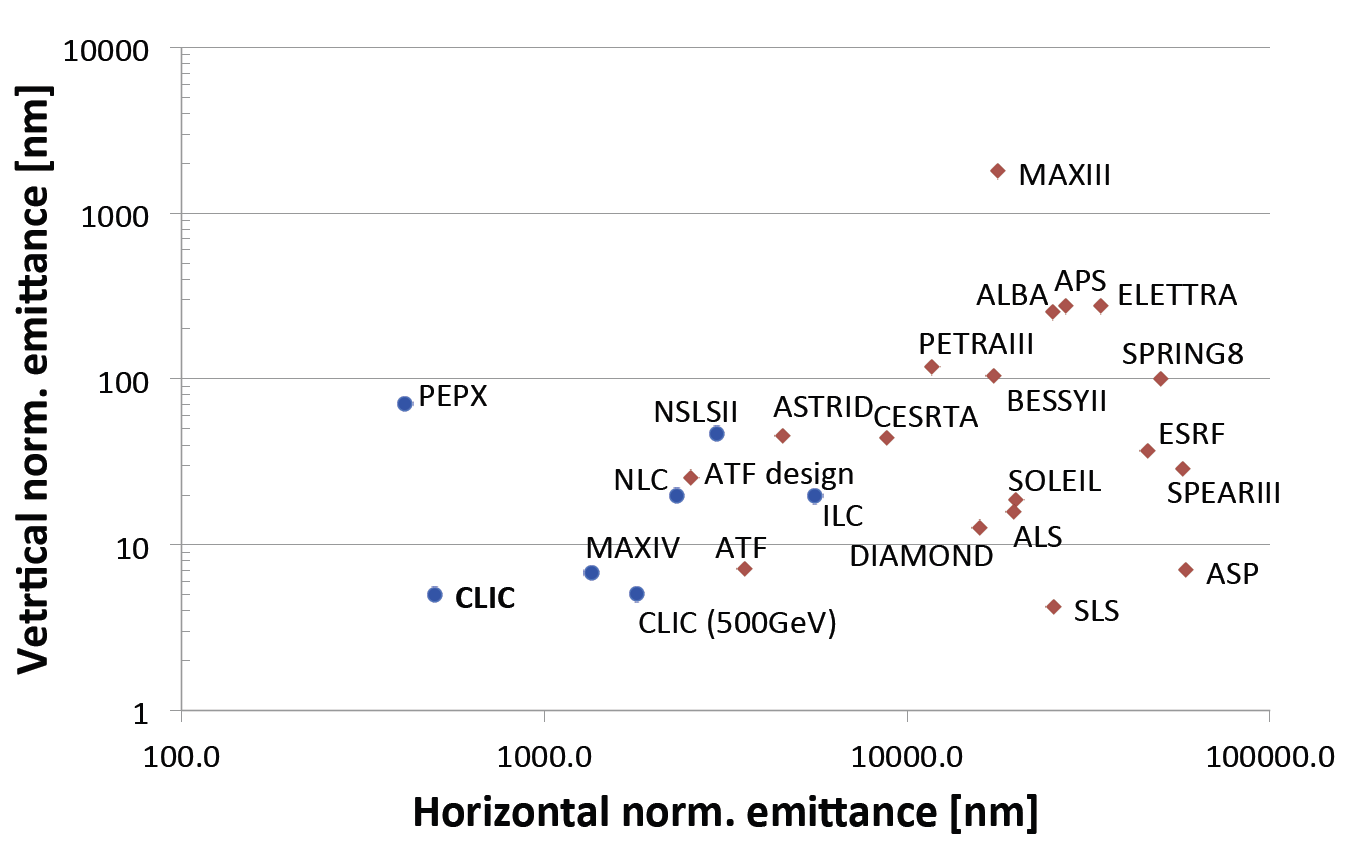 10000
1000
100
10
1
Vetrtical norm. emittance [nm]
MAXIII
ALBA
APS
ELETTRA
PETRAIII
SPRING8
PEPX
BESSYII
NSLSII
ASTRID
CESRTA
ESRF
NLC
ATF design
SOLEIL
SPEARIII
ILC
ALS
MAXIV
ATF
DIAMOND
ASP
CLIC
SLS
CLIC (500GeV)
100.0
1000.0
10000.0
100000.0
Horizontal norm. emittance [nm]